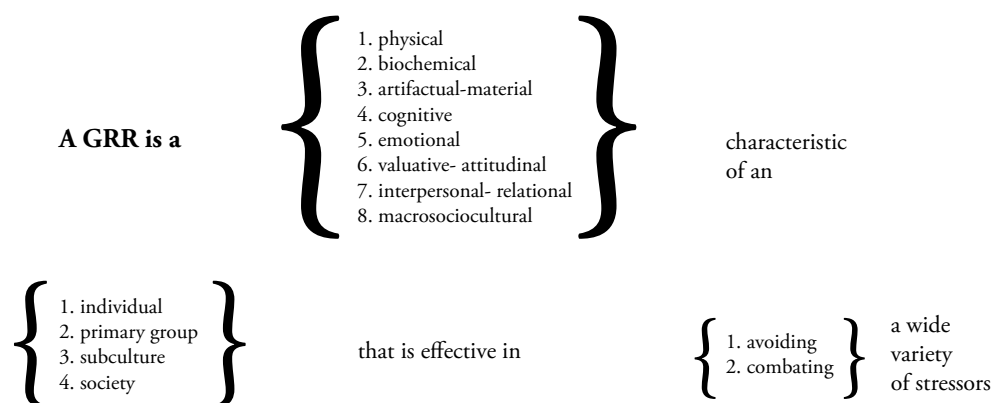 A GRR is a
1. physical
2. biochemical
3. artifactual-material
4. cognitive
5. emotional
6. valuative- attitudinal
7. interpersonal- relational
8. macrosociocultural
characteristic
of an
1. individual
2. primary group
3. subculture
4. society
that is effective in
1. avoiding
2. combating
a wide
variety
of stressors